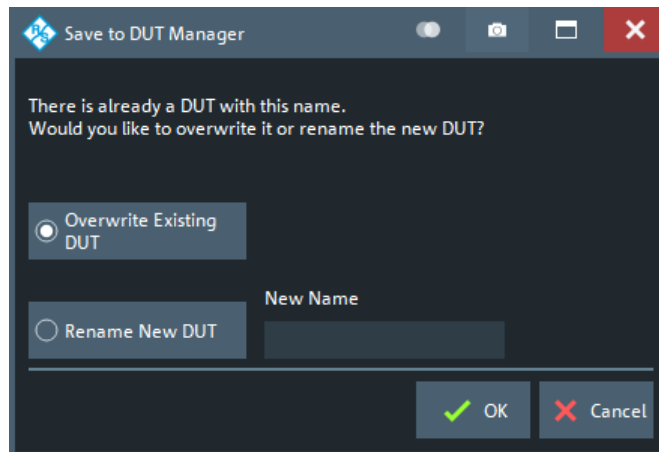 R&S
Save to DUT Manager
There is already a DUT with this name.
Would you like to overwrite it or rename the new DUT?
Overwrite Existing
DUT
New Name
Rename New DUT
OK
Cancel